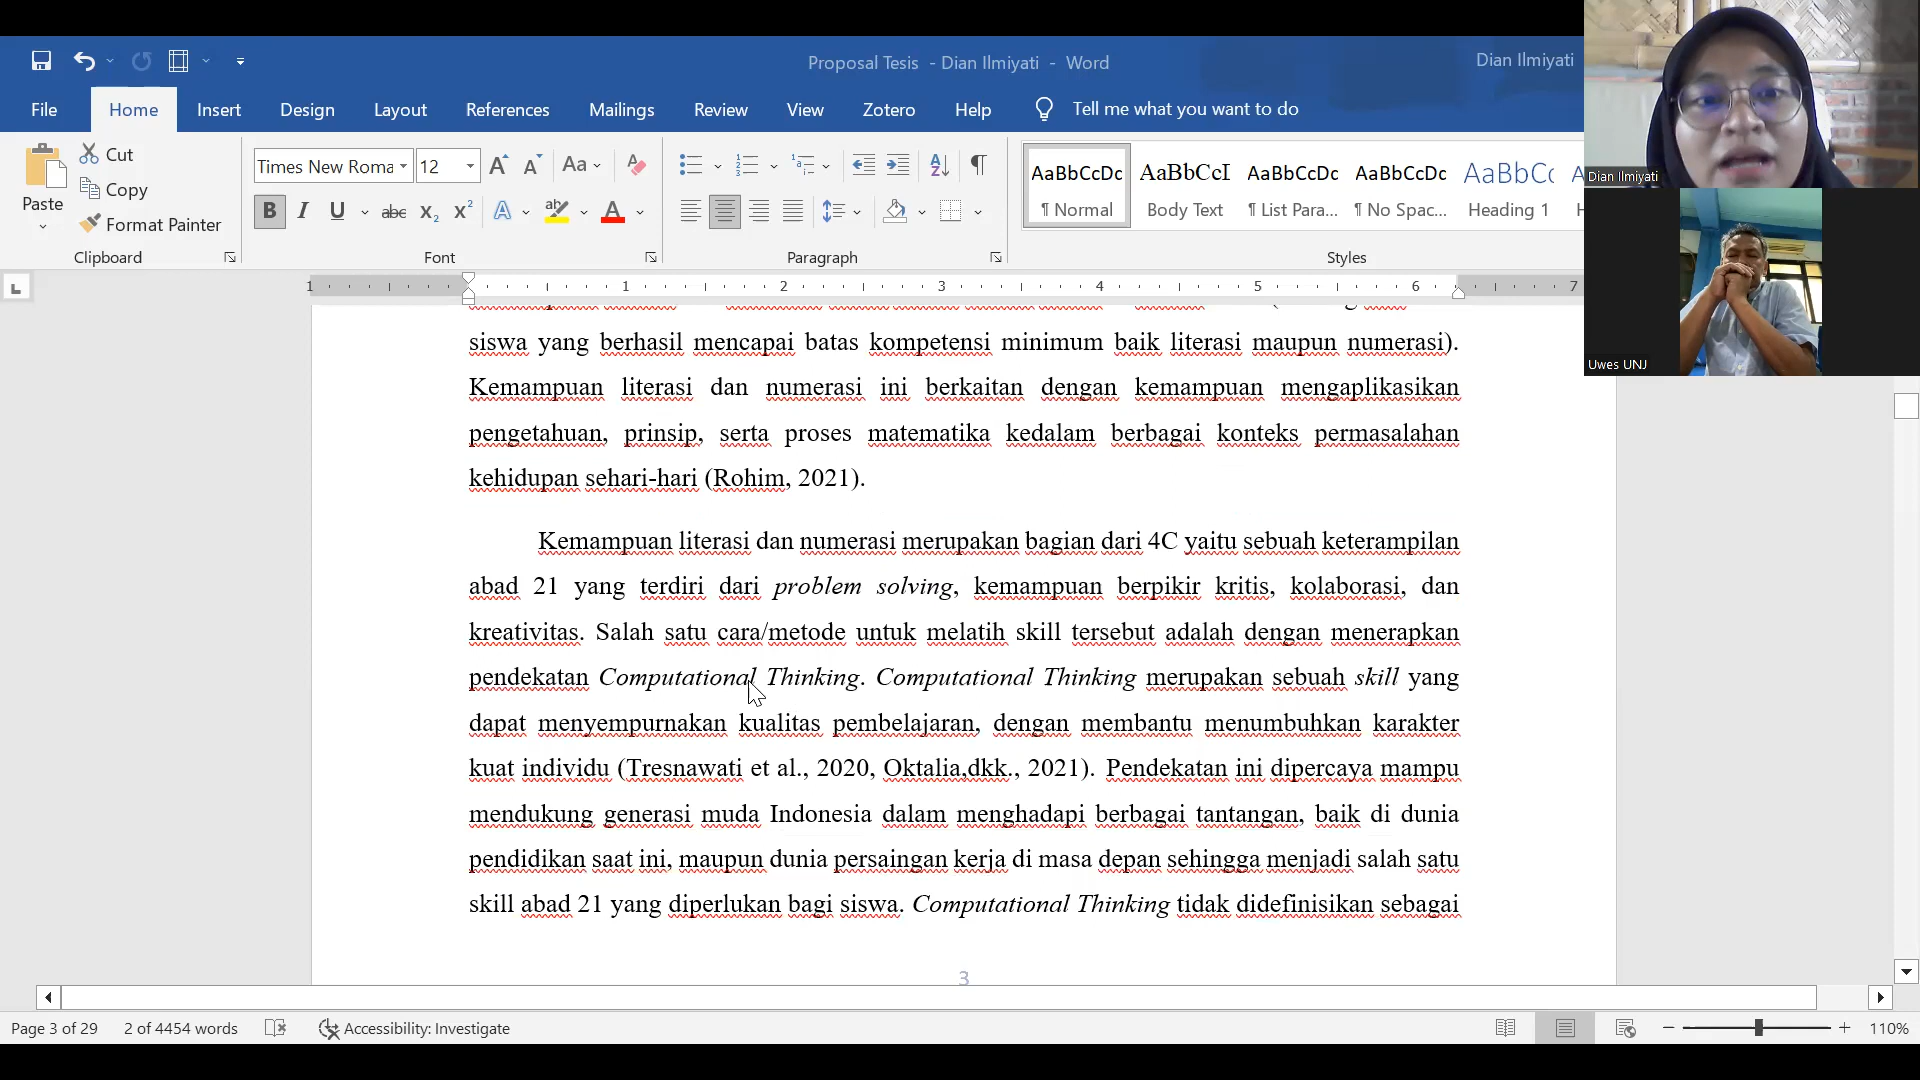 Proposal Tesis - Dian Ilmiyati - Word
Dian Ilmiyati
File Home Insert Design Layout References Mailings Review View Zotero Help Tell me what you want to do
Paste
Cut
Copy
Format Painter
Clipboard
Times New Roma 12
Font
Paragraph
AaBbCcDc AaBbCcI AaBbCcDc AaBbCcDc AaBbCc
¶ Normal Body Text ¶ List Para... ¶ No Spac... Heading 1
Styles
Dian Ilmiyati
Uwes UNJ
1 1 2 3 4 5 6 7
siswa yang berhasil mencapai batas kompetensi minimum baik literasi maupun numerasi).
Kemampuan literasi dan numerasi ini berkaitan dengan kemampuan mengaplikasikan
pengetahuan, prinsip, serta proses matematika kedalam berbagai konteks permasalahan
kehidupan sehari-hari (Rohim, 2021).
Kemampuan literasi dan numerasi merupakan bagian dari 4C yaitu sebuah keterampilan
abad 21 yang terdiri dari problem solving, kemampuan berpikir kritis, kolaborasi, dan
kreativitas. Salah satu cara/metode untuk melatih skill tersebut adalah dengan menerapkan
pendekatan Computational Thinking. Computational Thinking merupakan sebuah skill yang
dapat menyempurnakan kualitas pembelajaran, dengan membantu menumbuhkan karakter
kuat individu (Tresnawati et al., 2020, Oktalia,dkk., 2021). Pendekatan ini dipercaya mampu
mendukung generasi muda Indonesia dalam menghadapi berbagai tantangan, baik di dunia
pendidikan saat ini, maupun dunia persaingan kerja di masa depan sehingga menjadi salah satu
skill abad 21 yang diperlukan bagi siswa. Computational Thinking tidak didefinisikan sebagai
3
Page 3 of 29 2 of 4454 words Accessibility: Investigate 110%